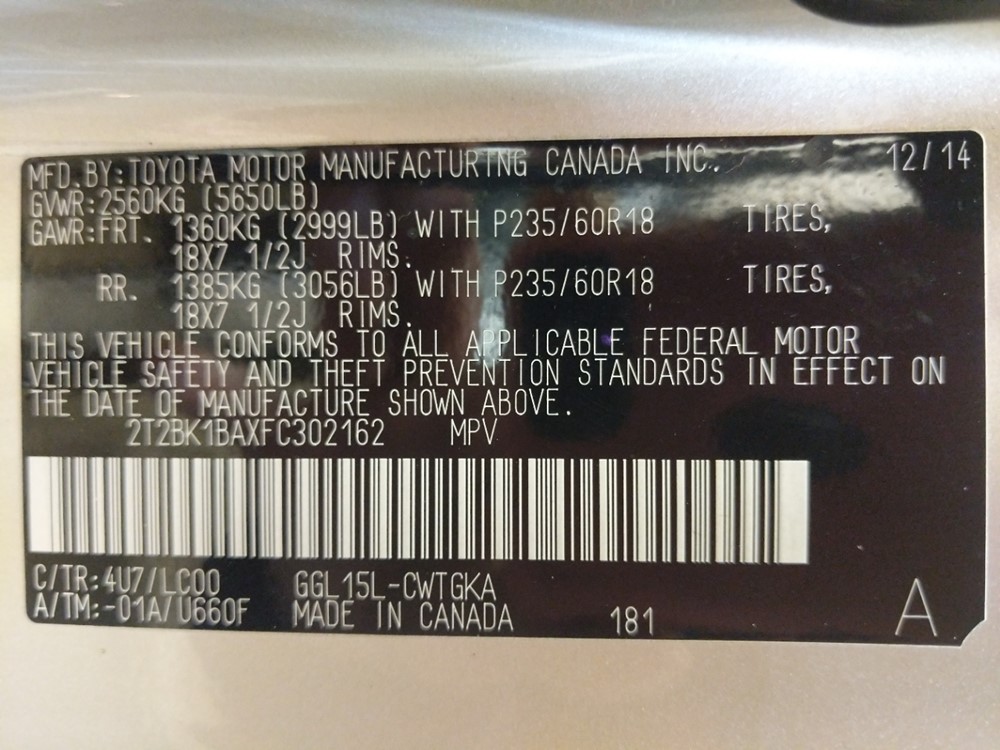 MFD.BY:TOYOTA MOTOR MANUFACTURING CANADA INC. 12/14
GVWR:2560KG (5650LB)
GAWR:FRT. 1360KG (2999LB) WITH P235/60R18 TIRES,
18X7 1/2J RIMS.
RR. 1385KG (3056LB) WITH P235/60R18 TIRES,
18X7 1/2J RIMS.
THIS VEHICLE CONFORMS TO ALL APPLICABLE FEDERAL MOTOR
VEHICLE SAFETY AND THEFT PREVENTION STANDARDS IN EFFECT ON
THE DATE OF MANUFACTURE SHOWN ABOVE.
2T2BK1BAXFC302162 MPV
C/TR:4U7/LC00 GGL15L-CWTGKA
A/TM:-01A/U660F MADE IN CANADA 181 A